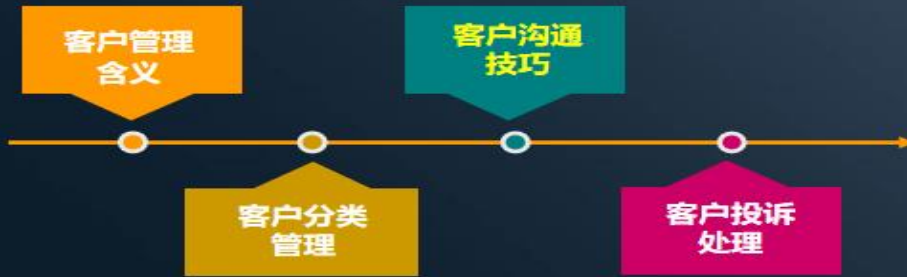 客户管理
含义
客户分类
管理
客户沟通
技巧
客户投诉
处理